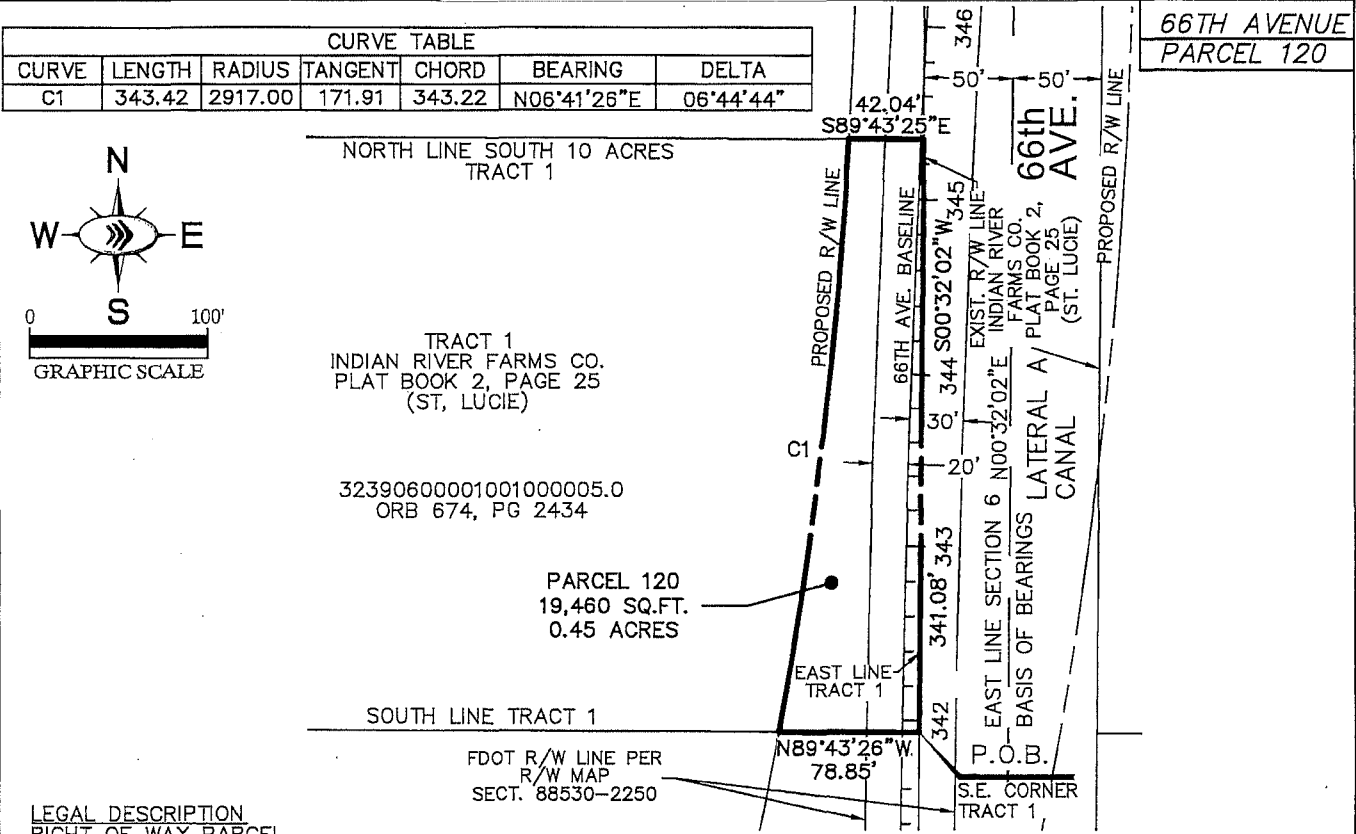 66TH AVENUE
PARCEL 120
CURVE TABLE
CURVE LENGTH RADIUS TANGENT CHORD BEARING DELTA
C1 343.42 2917.00 171.91 343.22 N06°41'26"E 06°44'44"
N
W E
S
0 100'
GRAPHIC SCALE
346
50' 50'
42.04'
S89°43'25"E
NORTH LINE SOUTH 10 ACRES
TRACT 1
PROPOSED R/W LINE
66TH AVE. BASELINE
S00°32'02"W
345
EXIST. R/W LINE
INDIAN RIVER
FARMS CO.
PLAT BOOK 2,
PAGE 25
(ST. LUCIE)
66th
AVE.
PROPOSED R/W LINE
TRACT 1
INDIAN RIVER FARMS CO.
PLAT BOOK 2, PAGE 25
(ST, LUCIE)
344
30'
C1
20'
32390600001001000005.0
ORB 674, PG 2434
343
341.08'
EAST LINE SECTION 6 N00°32'02"E
BASIS OF BEARINGS
LATERAL A
CANAL
PARCEL 120
19,460 SQ.FT.
0.45 ACRES
EAST LINE
TRACT 1
342
SOUTH LINE TRACT 1
N89°43'26"W
78.85'
P.O.B.
S.E. CORNER
TRACT 1
FDOT R/W LINE PER
R/W MAP
SECT. 88530-2250
LEGAL DESCRIPTION
RIGHT OF WAY PARCEL